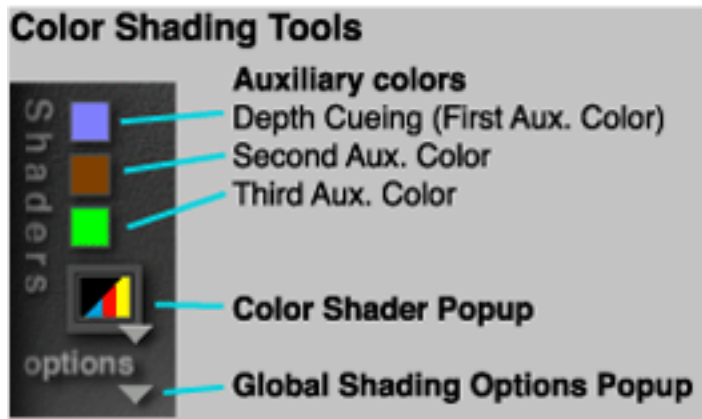 Color Shading Tools
Auxiliary colors
Depth Cueing (First Aux. Color)
Second Aux. Color
Third Aux. Color
Shaders
Color Shader Popup
options
Global Shading Options Popup